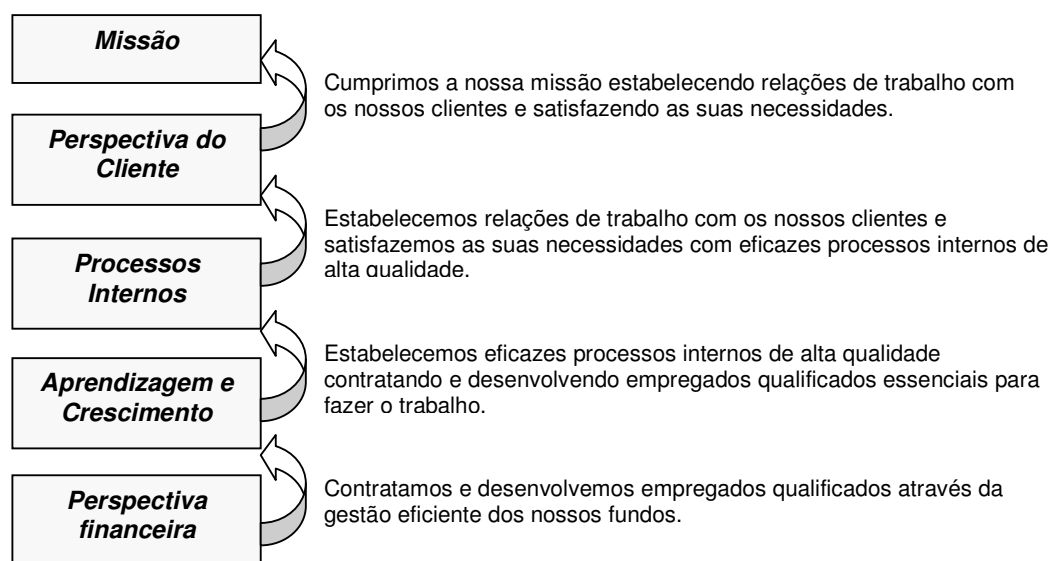 Missão
Cumprimos a nossa missão estabelecendo relações de trabalho com
os nossos clientes e satisfazendo as suas necessidades.
Perspectiva do
Cliente
Estabelecemos relações de trabalho com os nossos clientes e
satisfazemos as suas necessidades com eficazes processos internos de
alta qualidade.
Processos
Internos
Estabelecemos eficazes processos internos de alta qualidade
contratando e desenvolvendo empregados qualificados essenciais para
fazer o trabalho.
Aprendizagem e
Crescimento
Contratamos e desenvolvemos empregados qualificados através da
gestão eficiente dos nossos fundos.
Perspectiva
financeira